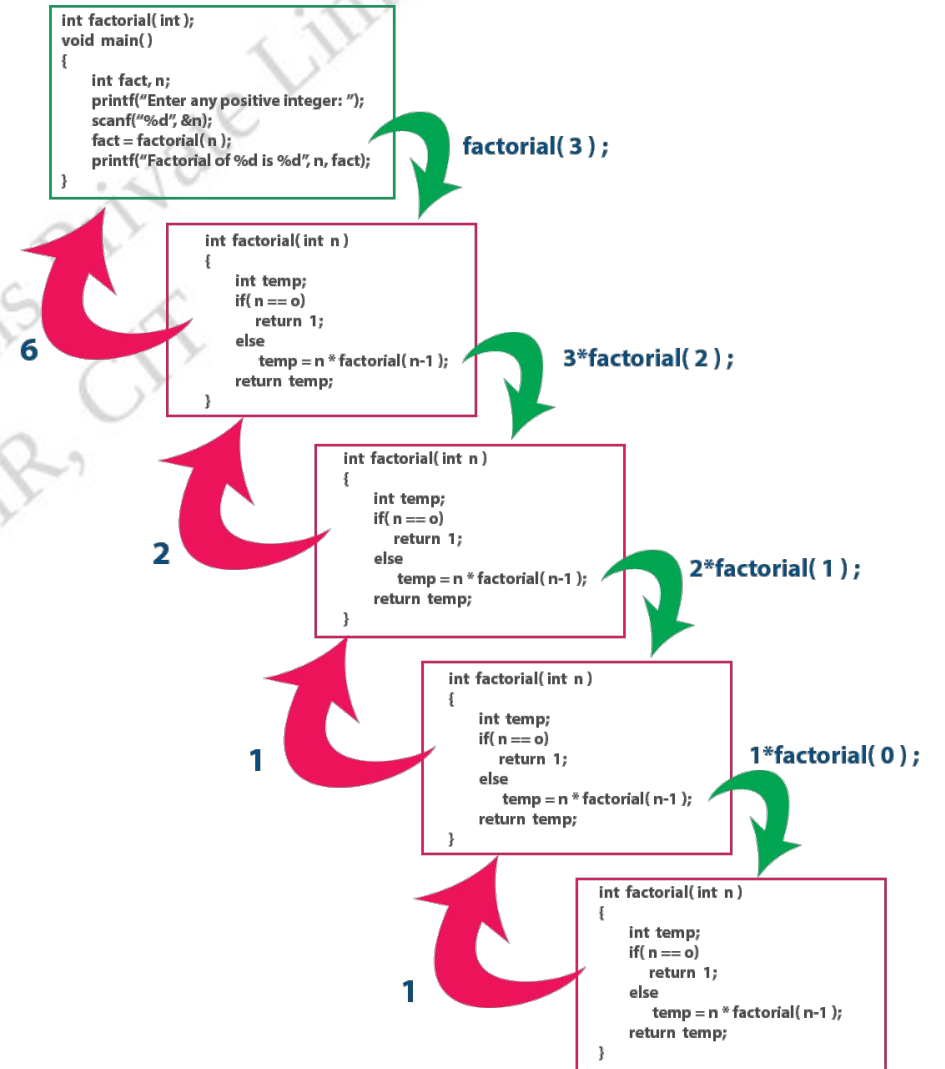 int factorial( int );
void main( )
{
int fact, n;
printf(“Enter any positive integer: ”);
scanf(“%d”, &n);
fact = factorial( n );
printf(“Factorial of %d is %d”, n, fact);
}
factorial( 3 ) ;
int factorial( int n )
{
int temp;
if( n == o)
return 1;
else
temp = n * factorial( n-1 );
return temp;
}
6
3*factorial( 2 ) ;
int factorial( int n )
{
int temp;
if( n == o)
return 1;
else
temp = n * factorial( n-1 );
return temp;
}
2
2*factorial( 1 ) ;
int factorial( int n )
{
int temp;
if( n == o)
return 1;
else
temp = n * factorial( n-1 );
return temp;
}
1
1*factorial( 0 ) ;
int factorial( int n )
{
int temp;
if( n == o)
return 1;
else
temp = n * factorial( n-1 );
return temp;
}
1
Private
R, CIT